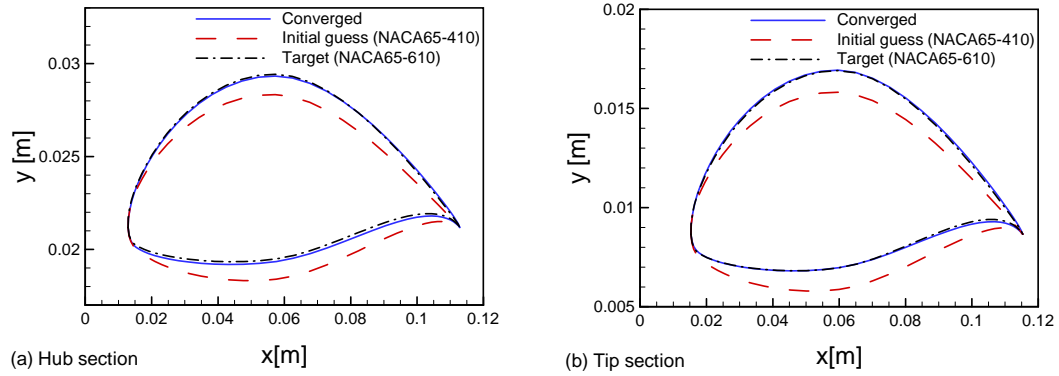 Converged
Initial guess (NACA65-410)
Target (NACA65-610)
0.03
0.025
0.02
y [m]
0 0.02 0.04 0.06 0.08 0.1 0.12
x[m]
(a) Hub section
Converged
Initial guess (NACA65-410)
Target (NACA65-610)
0.02
0.015
0.01
0.005
y [m]
0 0.02 0.04 0.06 0.08 0.1 0.12
x[m]
(b) Tip section